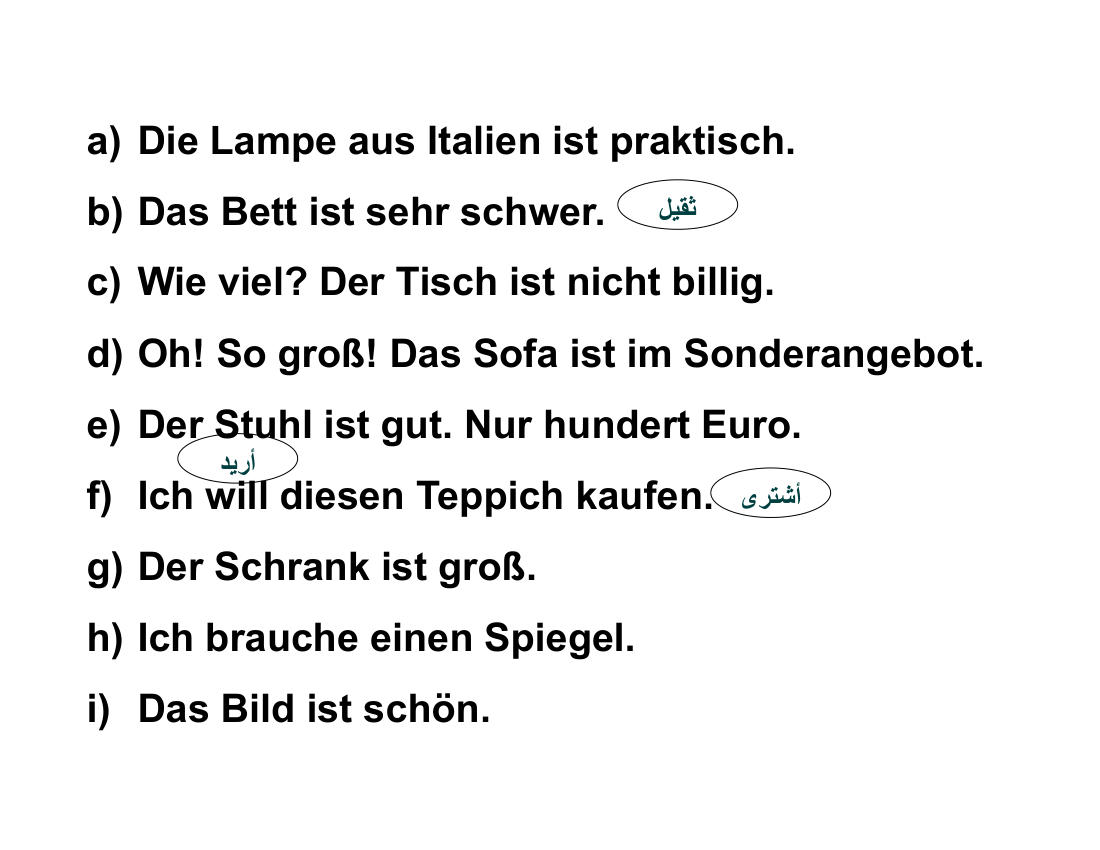 a) Die Lampe aus Italien ist praktisch.
b) Das Bett ist sehr schwer. ثقيل
c) Wie viel? Der Tisch ist nicht billig.
d) Oh! So groß! Das Sofa ist im Sonderangebot.
e) Der Stuhl ist gut. Nur hundert Euro.
أريد
f) Ich will diesen Teppich kaufen. أشترى
g) Der Schrank ist groß.
h) Ich brauche einen Spiegel.
i) Das Bild ist schön.